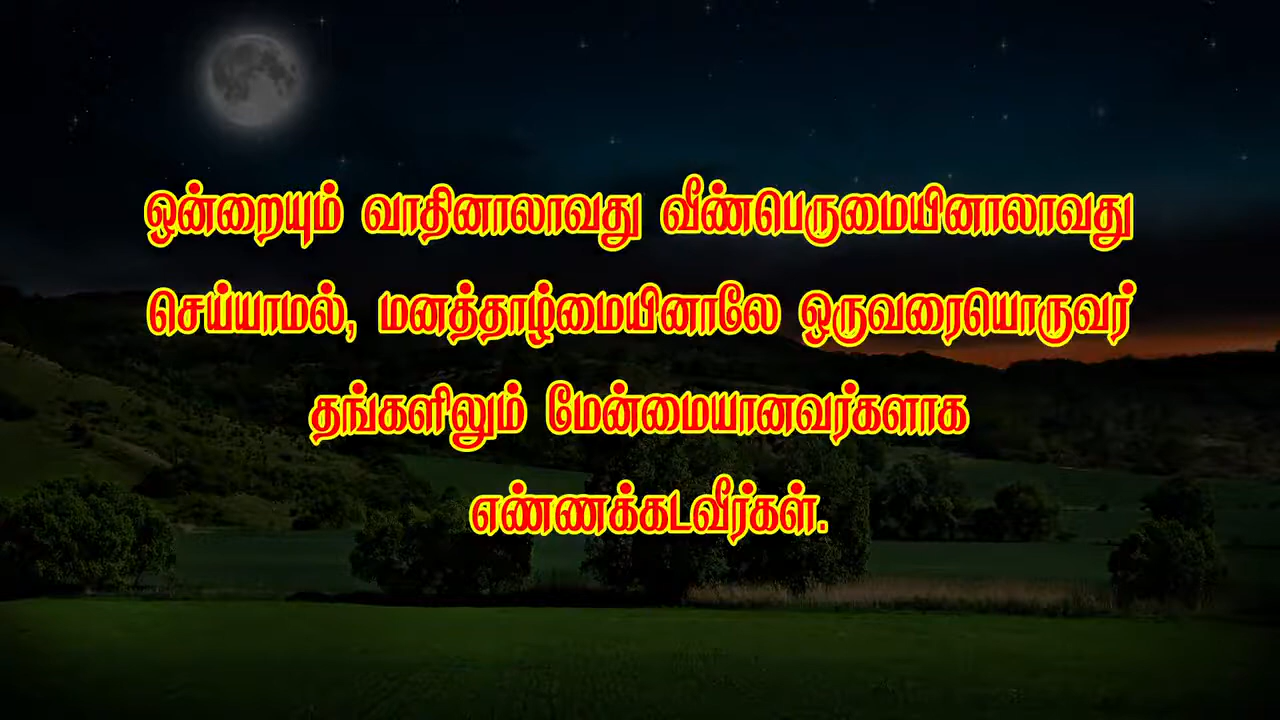 ஒன்றையும் வாதினாலாவது வீண்பெருமையினாலாவது
செய்யாமல், மனத்தாழ்மையினாலே ஒருவரையொருவர்
தங்களிலும் மேன்மையானவர்களாக
எண்ணக்கடவீர்கள்.